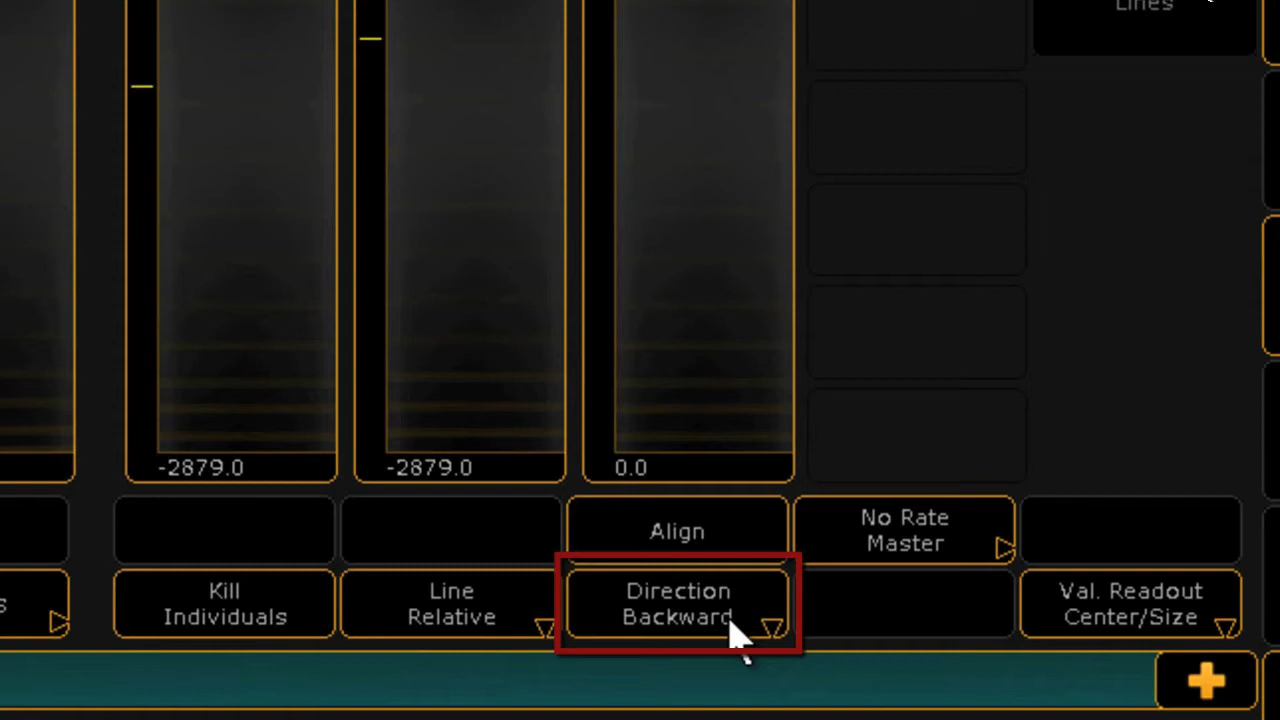 Lines
-2879.0
-2879.0
0.0
Align
No Rate
Master
s
Kill
Individuals
Line
Relative
Direction
Backward
Val. Readout
Center/Size